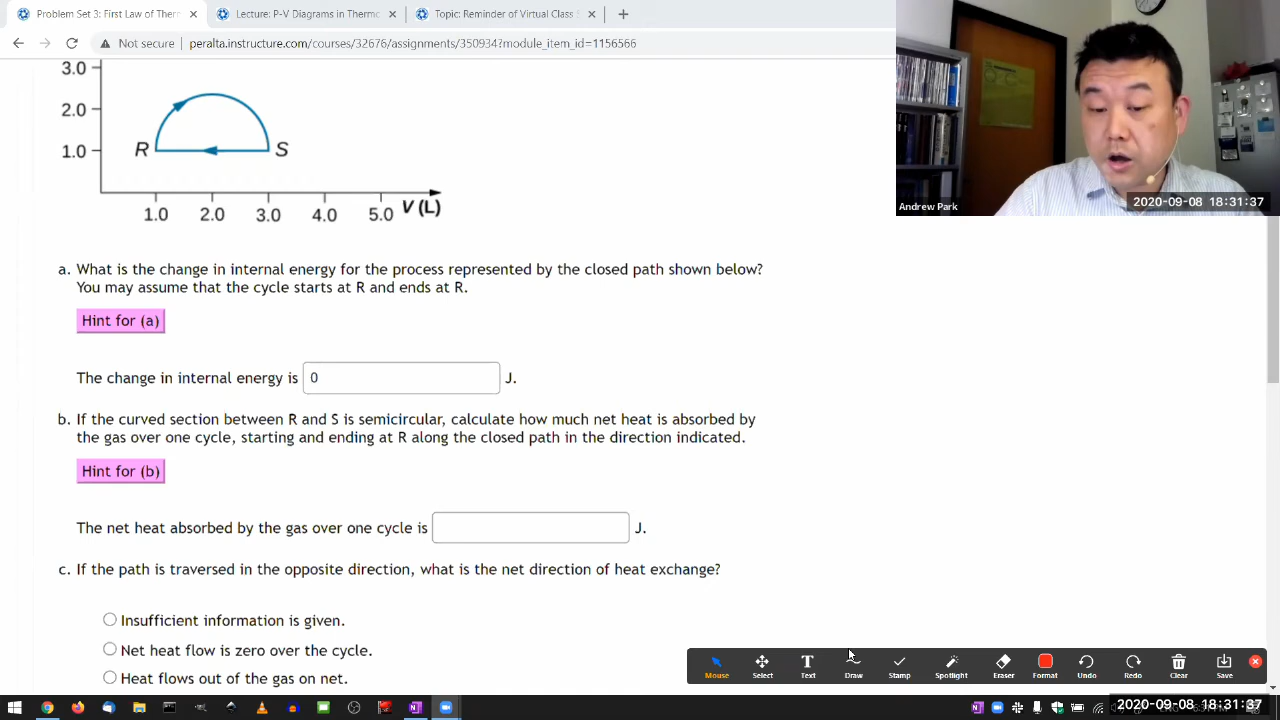 Problem Set 3: First Law of Therm
Lecture: P-V Diagrams in Thermo
Topic: Reminder of Virtual Class
Not secure
peralta.instructure.com/courses/32676/assignments/350934?module_item_id=1156566
3.0
2.0
1.0
R
S
1.0 2.0 3.0 4.0 5.0 V (L)
Andrew Park
2020-09-08 18:31:37
a. What is the change in internal energy for the process represented by the closed path shown below?
You may assume that the cycle starts at R and ends at R.
Hint for (a)
The change in internal energy is 0 J.
b. If the curved section between R and S is semicircular, calculate how much net heat is absorbed by
the gas over one cycle, starting and ending at R along the closed path in the direction indicated.
Hint for (b)
The net heat absorbed by the gas over one cycle is J.
c. If the path is traversed in the opposite direction, what is the net direction of heat exchange?
Insufficient information is given.
Net heat flow is zero over the cycle.
Heat flows out of the gas on net.
Mouse Select Text Draw Stamp Spotlight Eraser Format Undo Redo Clear Save
2020-09-08 18:31:37